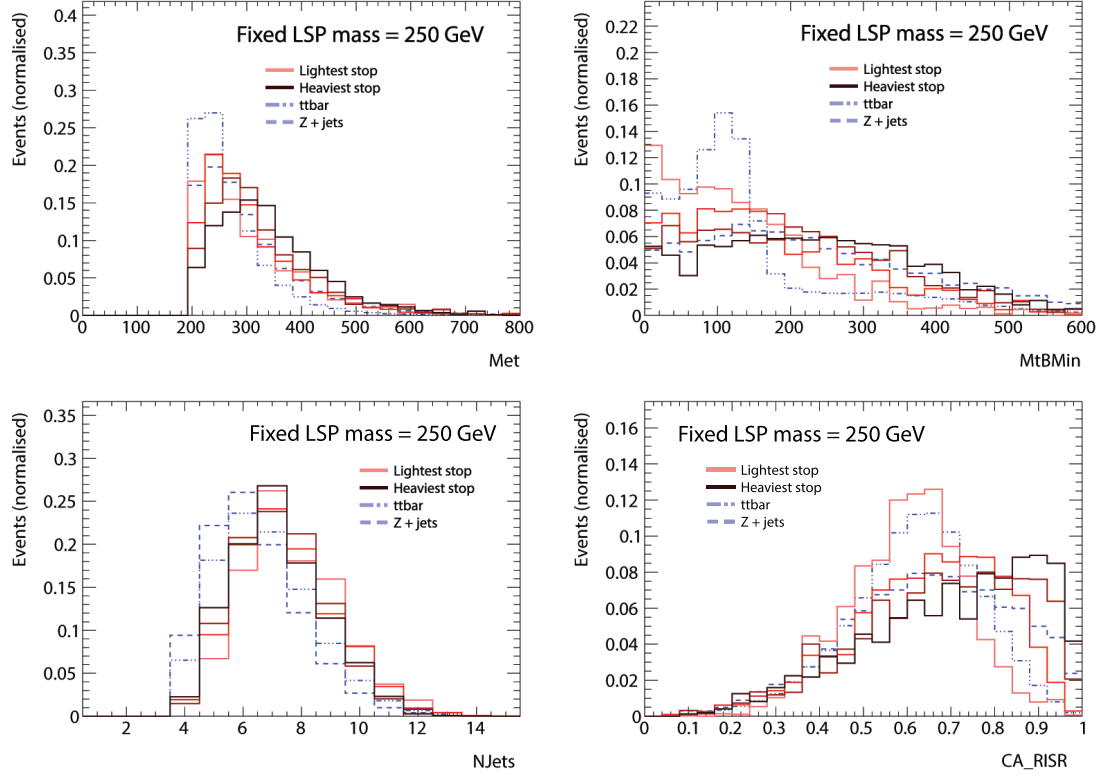 Fixed LSP mass = 250 GeV
Events (normalised)
0.4
0.35
0.3
0.25
0.2
0.15
0.1
0.05
0
Lightest stop
Heaviest stop
ttbar
Z + jets
0 100 200 300 400 500 600 700 800
Met
Fixed LSP mass = 250 GeV
Events (normalised)
0.22
0.2
0.18
0.16
0.14
0.12
0.1
0.08
0.06
0.04
0.02
0
Lightest stop
Heaviest stop
ttbar
Z + jets
0 100 200 300 400 500 600
MtBMin
Fixed LSP mass = 250 GeV
Events (normalised)
0.35
0.3
0.25
0.2
0.15
0.1
0.05
0
Lightest stop
Heaviest stop
ttbar
Z + jets
2 4 6 8 10 12 14
NJets
Fixed LSP mass = 250 GeV
Events (normalised)
0.16
0.14
0.12
0.1
0.08
0.06
0.04
0.02
0
Lightest stop
Heaviest stop
ttbar
Z + jets
0 0.1 0.2 0.3 0.4 0.5 0.6 0.7 0.8 0.9 1
CA_RISR